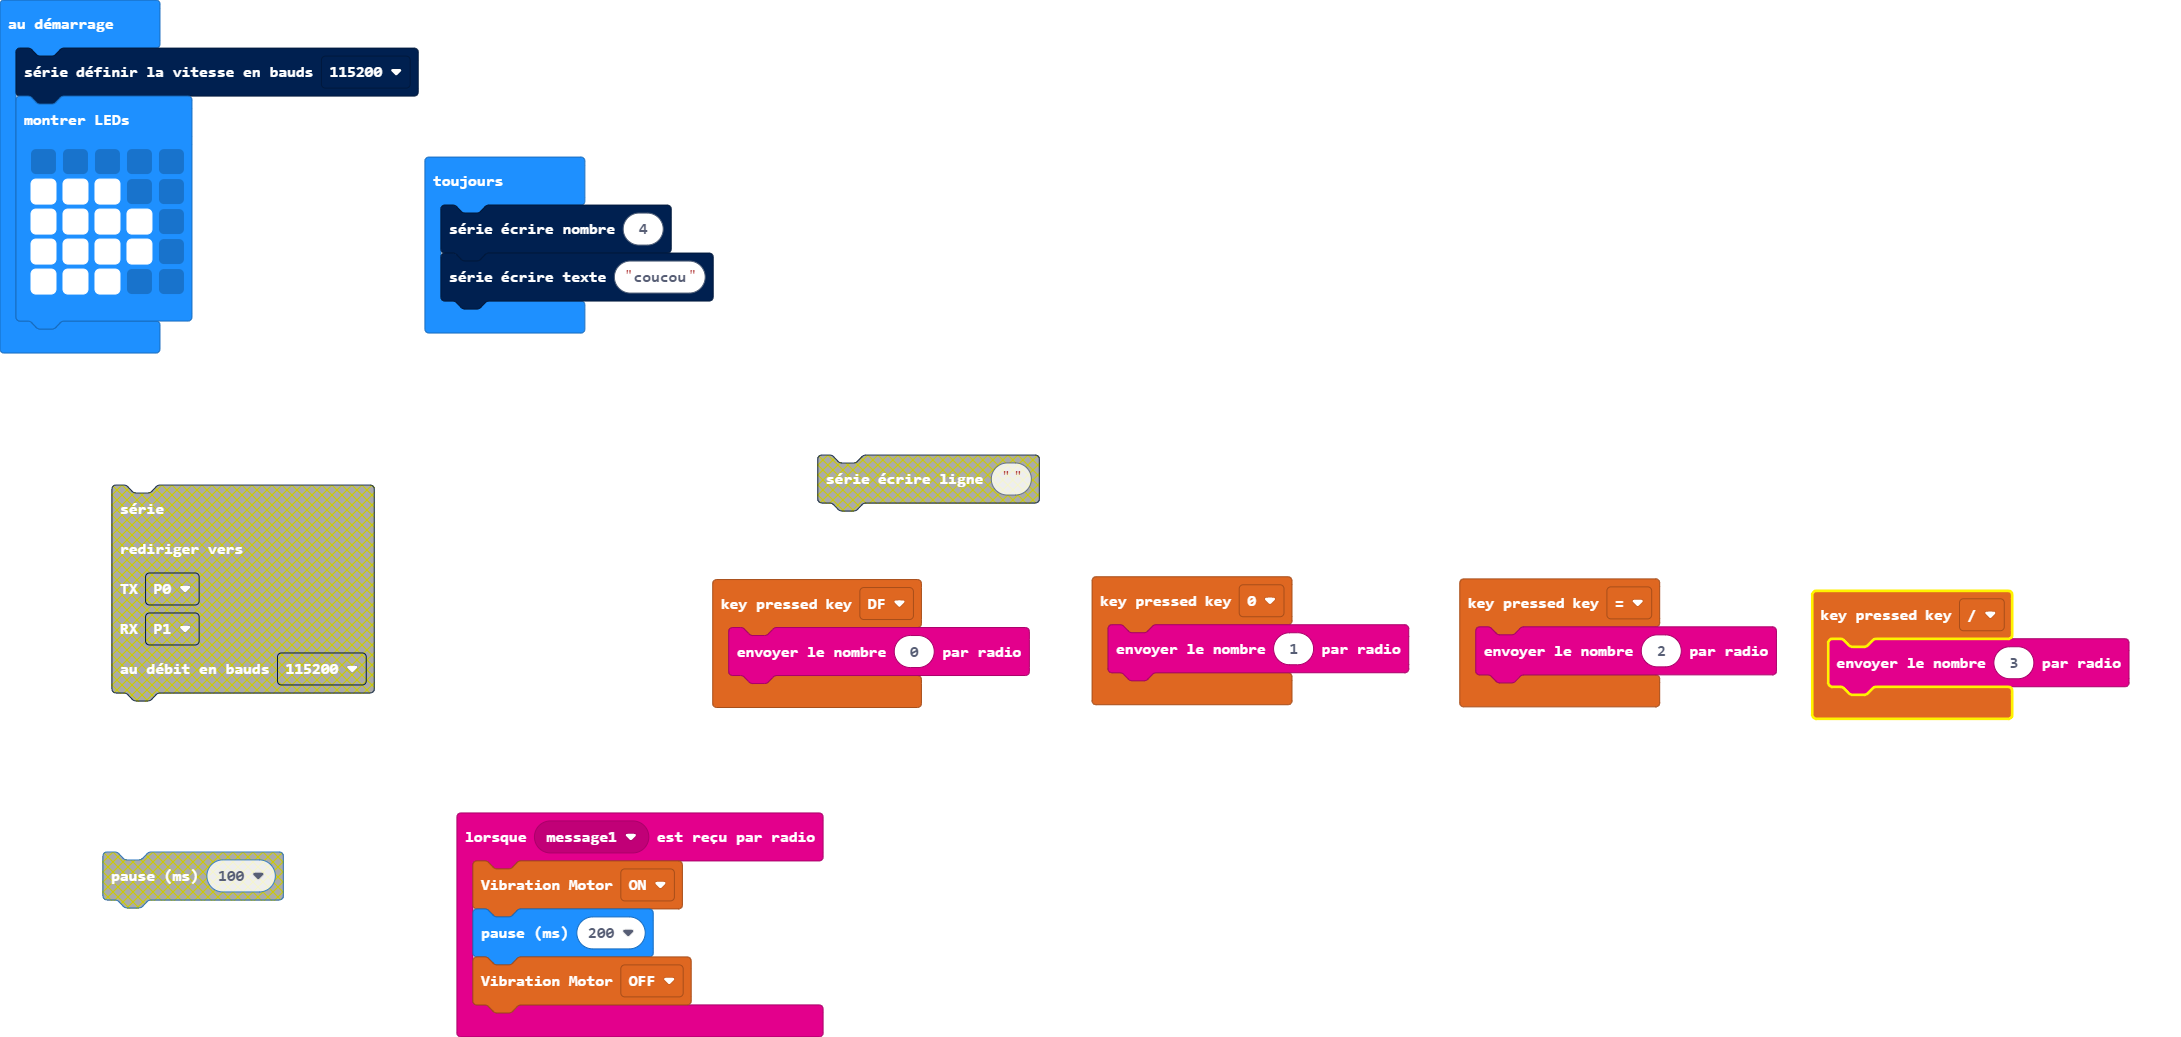 au démarrage
série définir la vitesse en bauds 115200
montrer LEDs
toujours
série écrire nombre 4
série écrire texte "coucou"
série écrire ligne ""
série
rediriger vers
TX P0
RX P1
au débit en bauds 115200
key pressed key DF
envoyer le nombre 0 par radio
key pressed key 0
envoyer le nombre 1 par radio
key pressed key =
envoyer le nombre 2 par radio
key pressed key /
envoyer le nombre 3 par radio
pause (ms) 100
lorsque message1 est reçu par radio
Vibration Motor ON
pause (ms) 200
Vibration Motor OFF